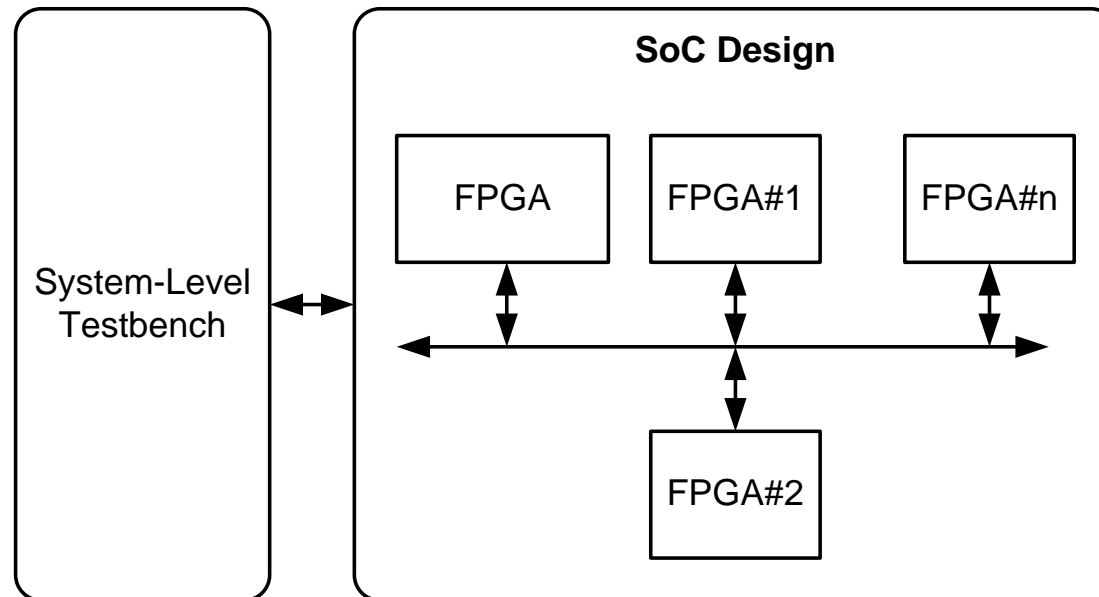 SoC Design
FPGA
FPGA#1
FPGA#n
System-Level
Testbench
FPGA#2